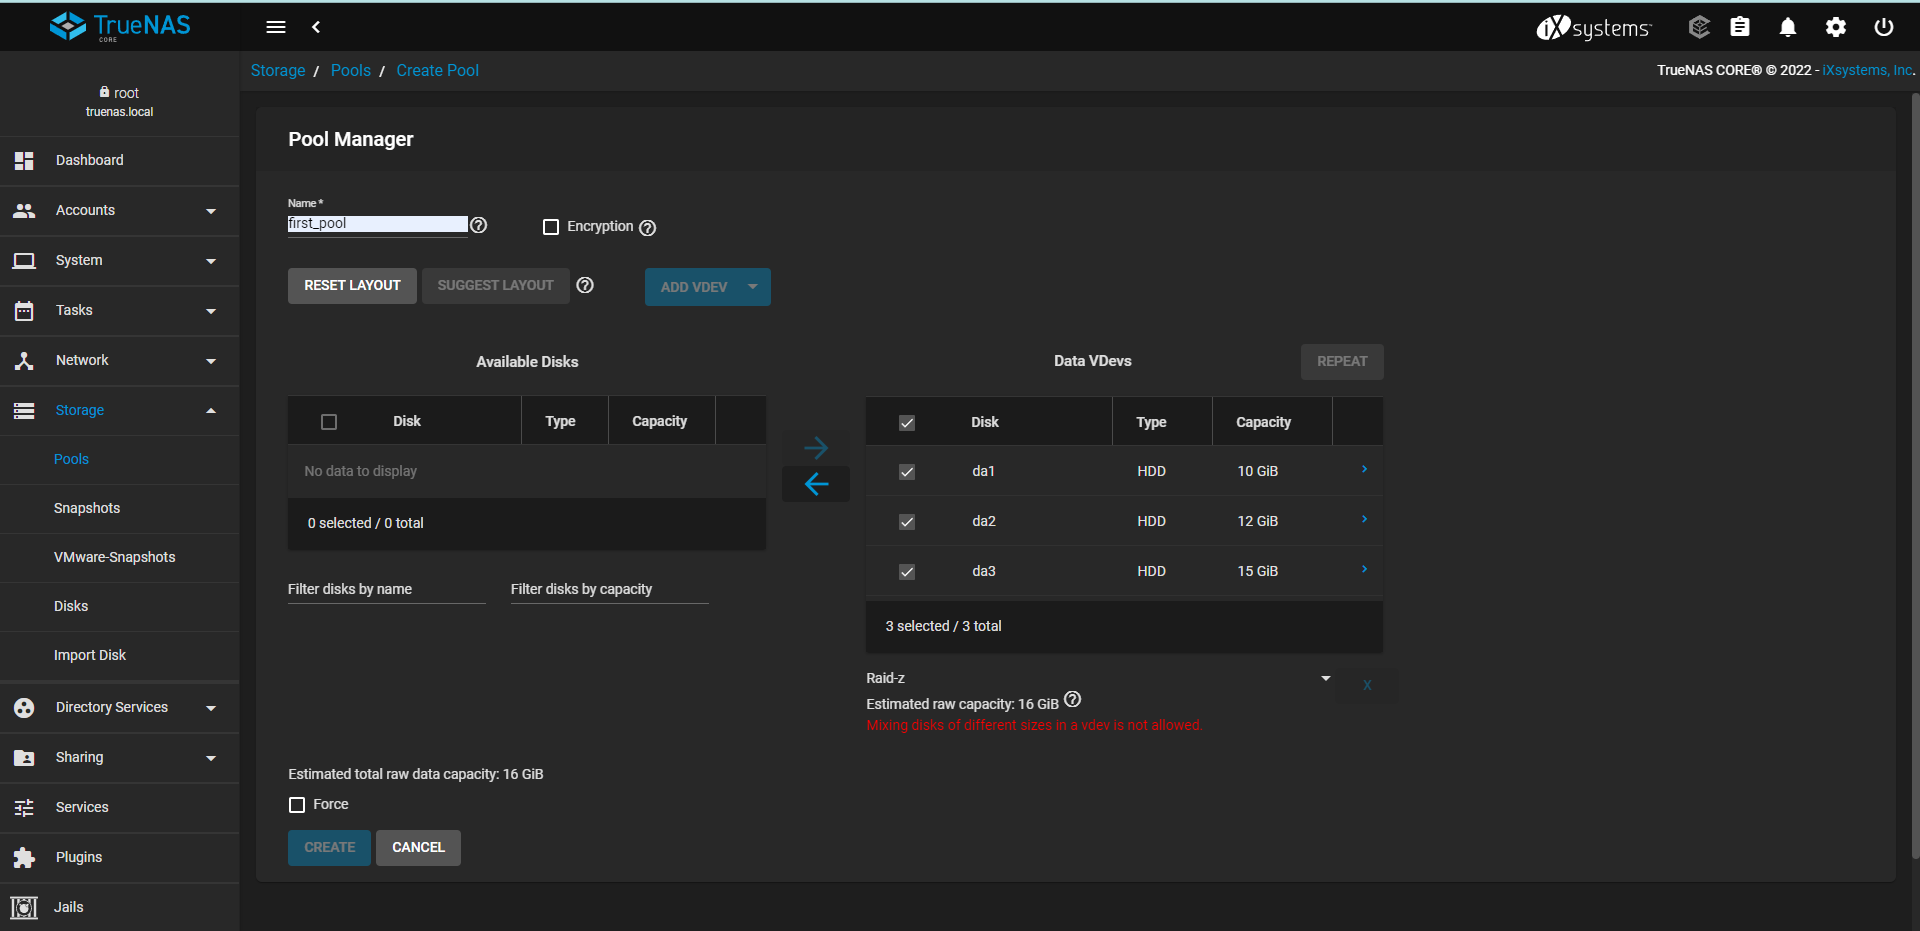 TrueNAS
CORE
iXsystems™
Storage / Pools / Create Pool
TrueNAS CORE® © 2022 - iXsystems, Inc.
root
truenas.local
Dashboard
Accounts
System
Tasks
Network
Storage
Pools
Snapshots
VMware-Snapshots
Disks
Import Disk
Directory Services
Sharing
Services
Plugins
Jails
Pool Manager
Name *
first_pool
Encryption
RESET LAYOUT
SUGGEST LAYOUT
ADD VDEV
Available Disks
Disk Type Capacity
No data to display
0 selected / 0 total
Filter disks by name
Filter disks by capacity
Data VDevs
REPEAT
Disk Type Capacity
da1 HDD 10 GiB
da2 HDD 12 GiB
da3 HDD 15 GiB
3 selected / 3 total
Raid-z
X
Estimated raw capacity: 16 GiB
Mixing disks of different sizes in a vdev is not allowed.
Estimated total raw data capacity: 16 GiB
Force
CREATE
CANCEL